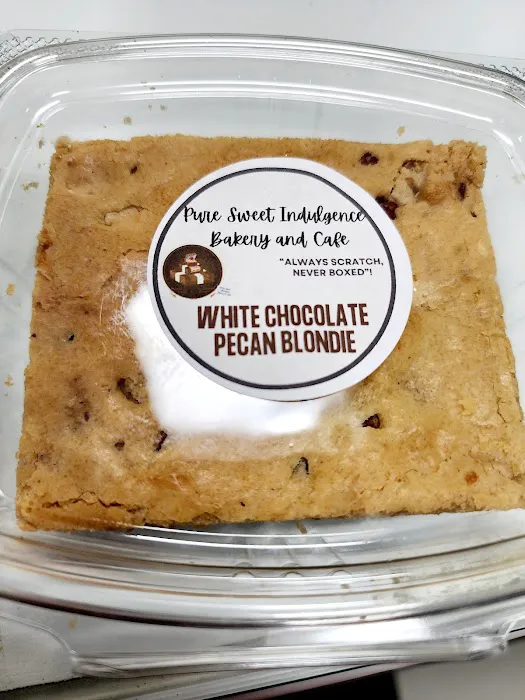 Pure Sweet Indulgence
Bakery and Cafe
"ALWAYS SCRATCH,
NEVER BOXED"!
WHITE CHOCOLATE
PECAN BLONDIE